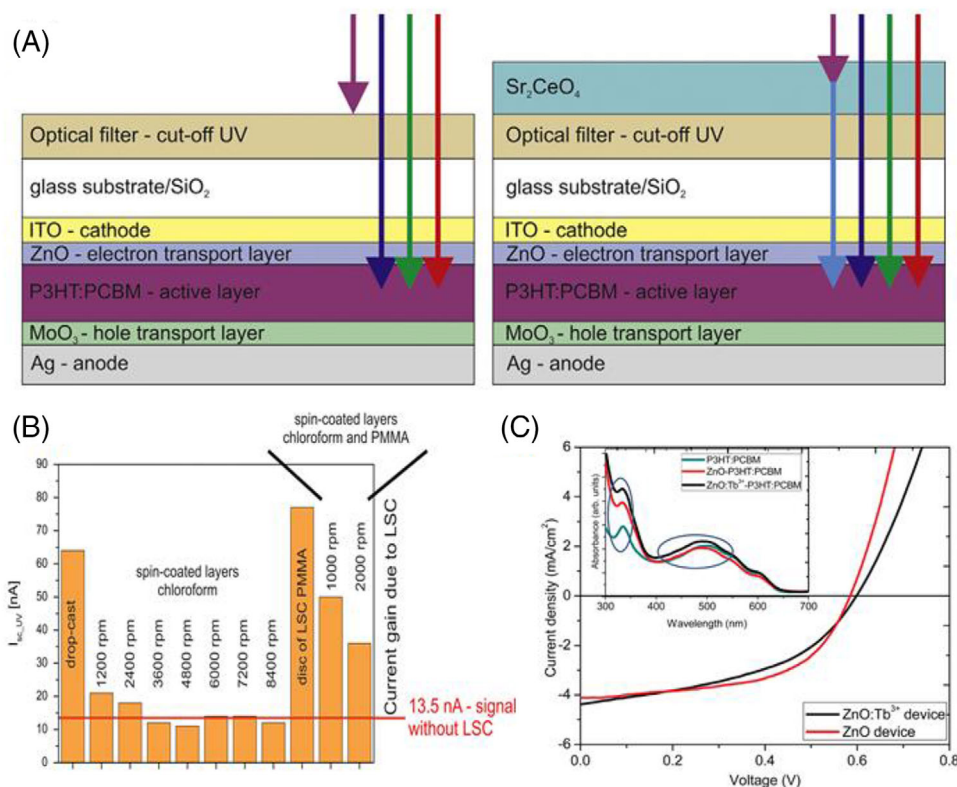 (A)
Optical filter - cut-off UV
glass substrate/SiO₂
ITO - cathode
ZnO - electron transport layer
P3HT:PCBM - active layer
MoO₃ - hole transport layer
Ag - anode
Sr₂CeO₄
Optical filter - cut-off UV
glass substrate/SiO₂
ITO - cathode
ZnO - electron transport layer
P3HT:PCBM - active layer
MoO₃ - hole transport layer
Ag - anode
(B)
spin-coated layers
chloroform and PMMA
90
80
70
60
50
40
30
20
10
0
I_sc_UV [nA]
spin-coated layers
chloroform
drop-cast
1200 rpm
2400 rpm
3600 rpm
4800 rpm
6000 rpm
7200 rpm
8400 rpm
disc of LSC PMMA
1000 rpm
2000 rpm
Current gain due to LSC
13.5 nA - signal
without LSC
(C)
6
4
2
0
-2
-4
-6
Current density (mA/cm²)
P3HT:PCBM
ZnO-P3HT:PCBM
ZnO:Tb³⁺-P3HT:PCBM
Absorbance (arb. units)
300
400
500
600
700
Wavelength (nm)
ZnO:Tb³⁺ device
ZnO device
0.0
0.2
0.4
0.6
0.8
Voltage (V)